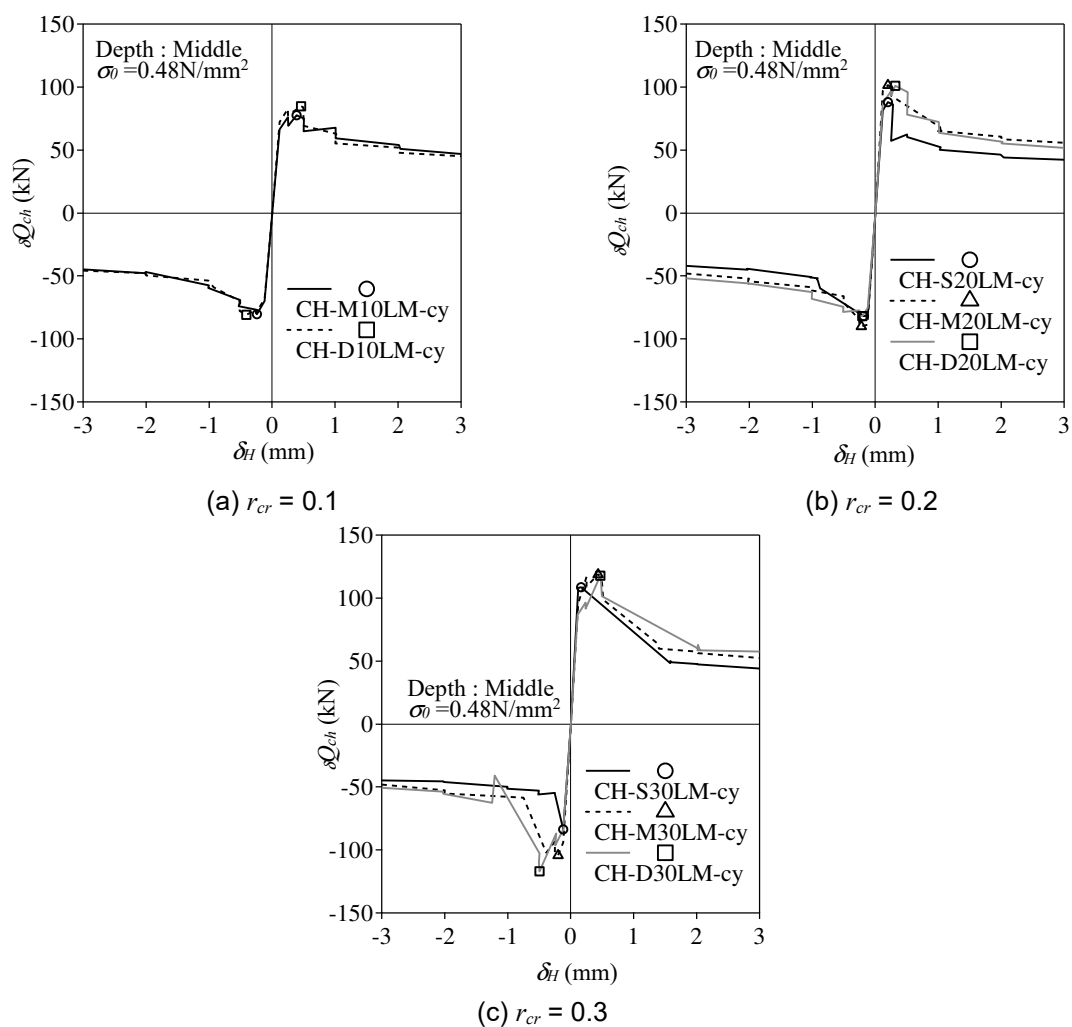 150
100
50
0
-50
-100
-150
Depth : Middle
σ0 =0.48N/mm²
CH-M10LM-cy
CH-D10LM-cy
-3 -2 -1 0 1 2 3
δQch (kN)
δH (mm)
(a) rcr = 0.1
150
100
50
0
-50
-100
-150
Depth : Middle
σ0 =0.48N/mm²
CH-S20LM-cy
CH-M20LM-cy
CH-D20LM-cy
-3 -2 -1 0 1 2 3
δQch (kN)
δH (mm)
(b) rcr = 0.2
150
100
50
0
-50
-100
-150
Depth : Middle
σ0 =0.48N/mm²
CH-S30LM-cy
CH-M30LM-cy
CH-D30LM-cy
-3 -2 -1 0 1 2 3
δQch (kN)
δH (mm)
(c) rcr = 0.3